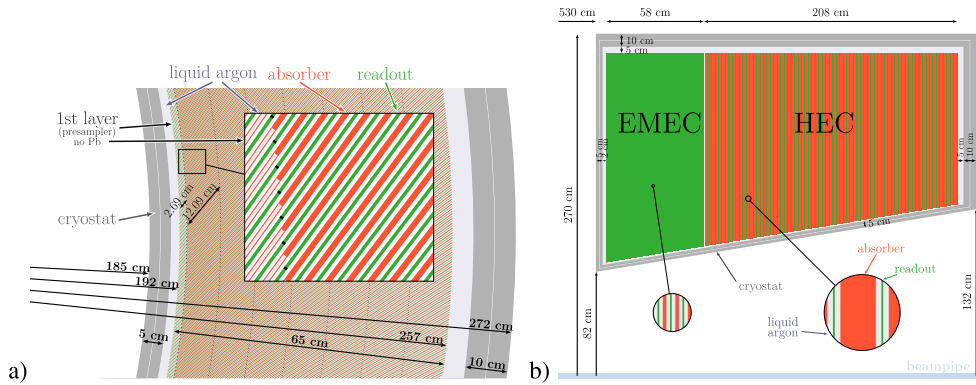 liquid argon
absorber
readout
1st layer
(presampler)
no Pb
2.69 cm
12.09 cm
cryostat
185 cm
192 cm
272 cm
257 cm
65 cm
5 cm
10 cm
a)
530 cm
58 cm
208 cm
10 cm
5 cm
EMEC
HEC
5 cm
2 cm
5 cm
10 cm
270 cm
5 cm
absorber
readout
cryostat
liquid
argon
82 cm
132 cm
beampipe
b)